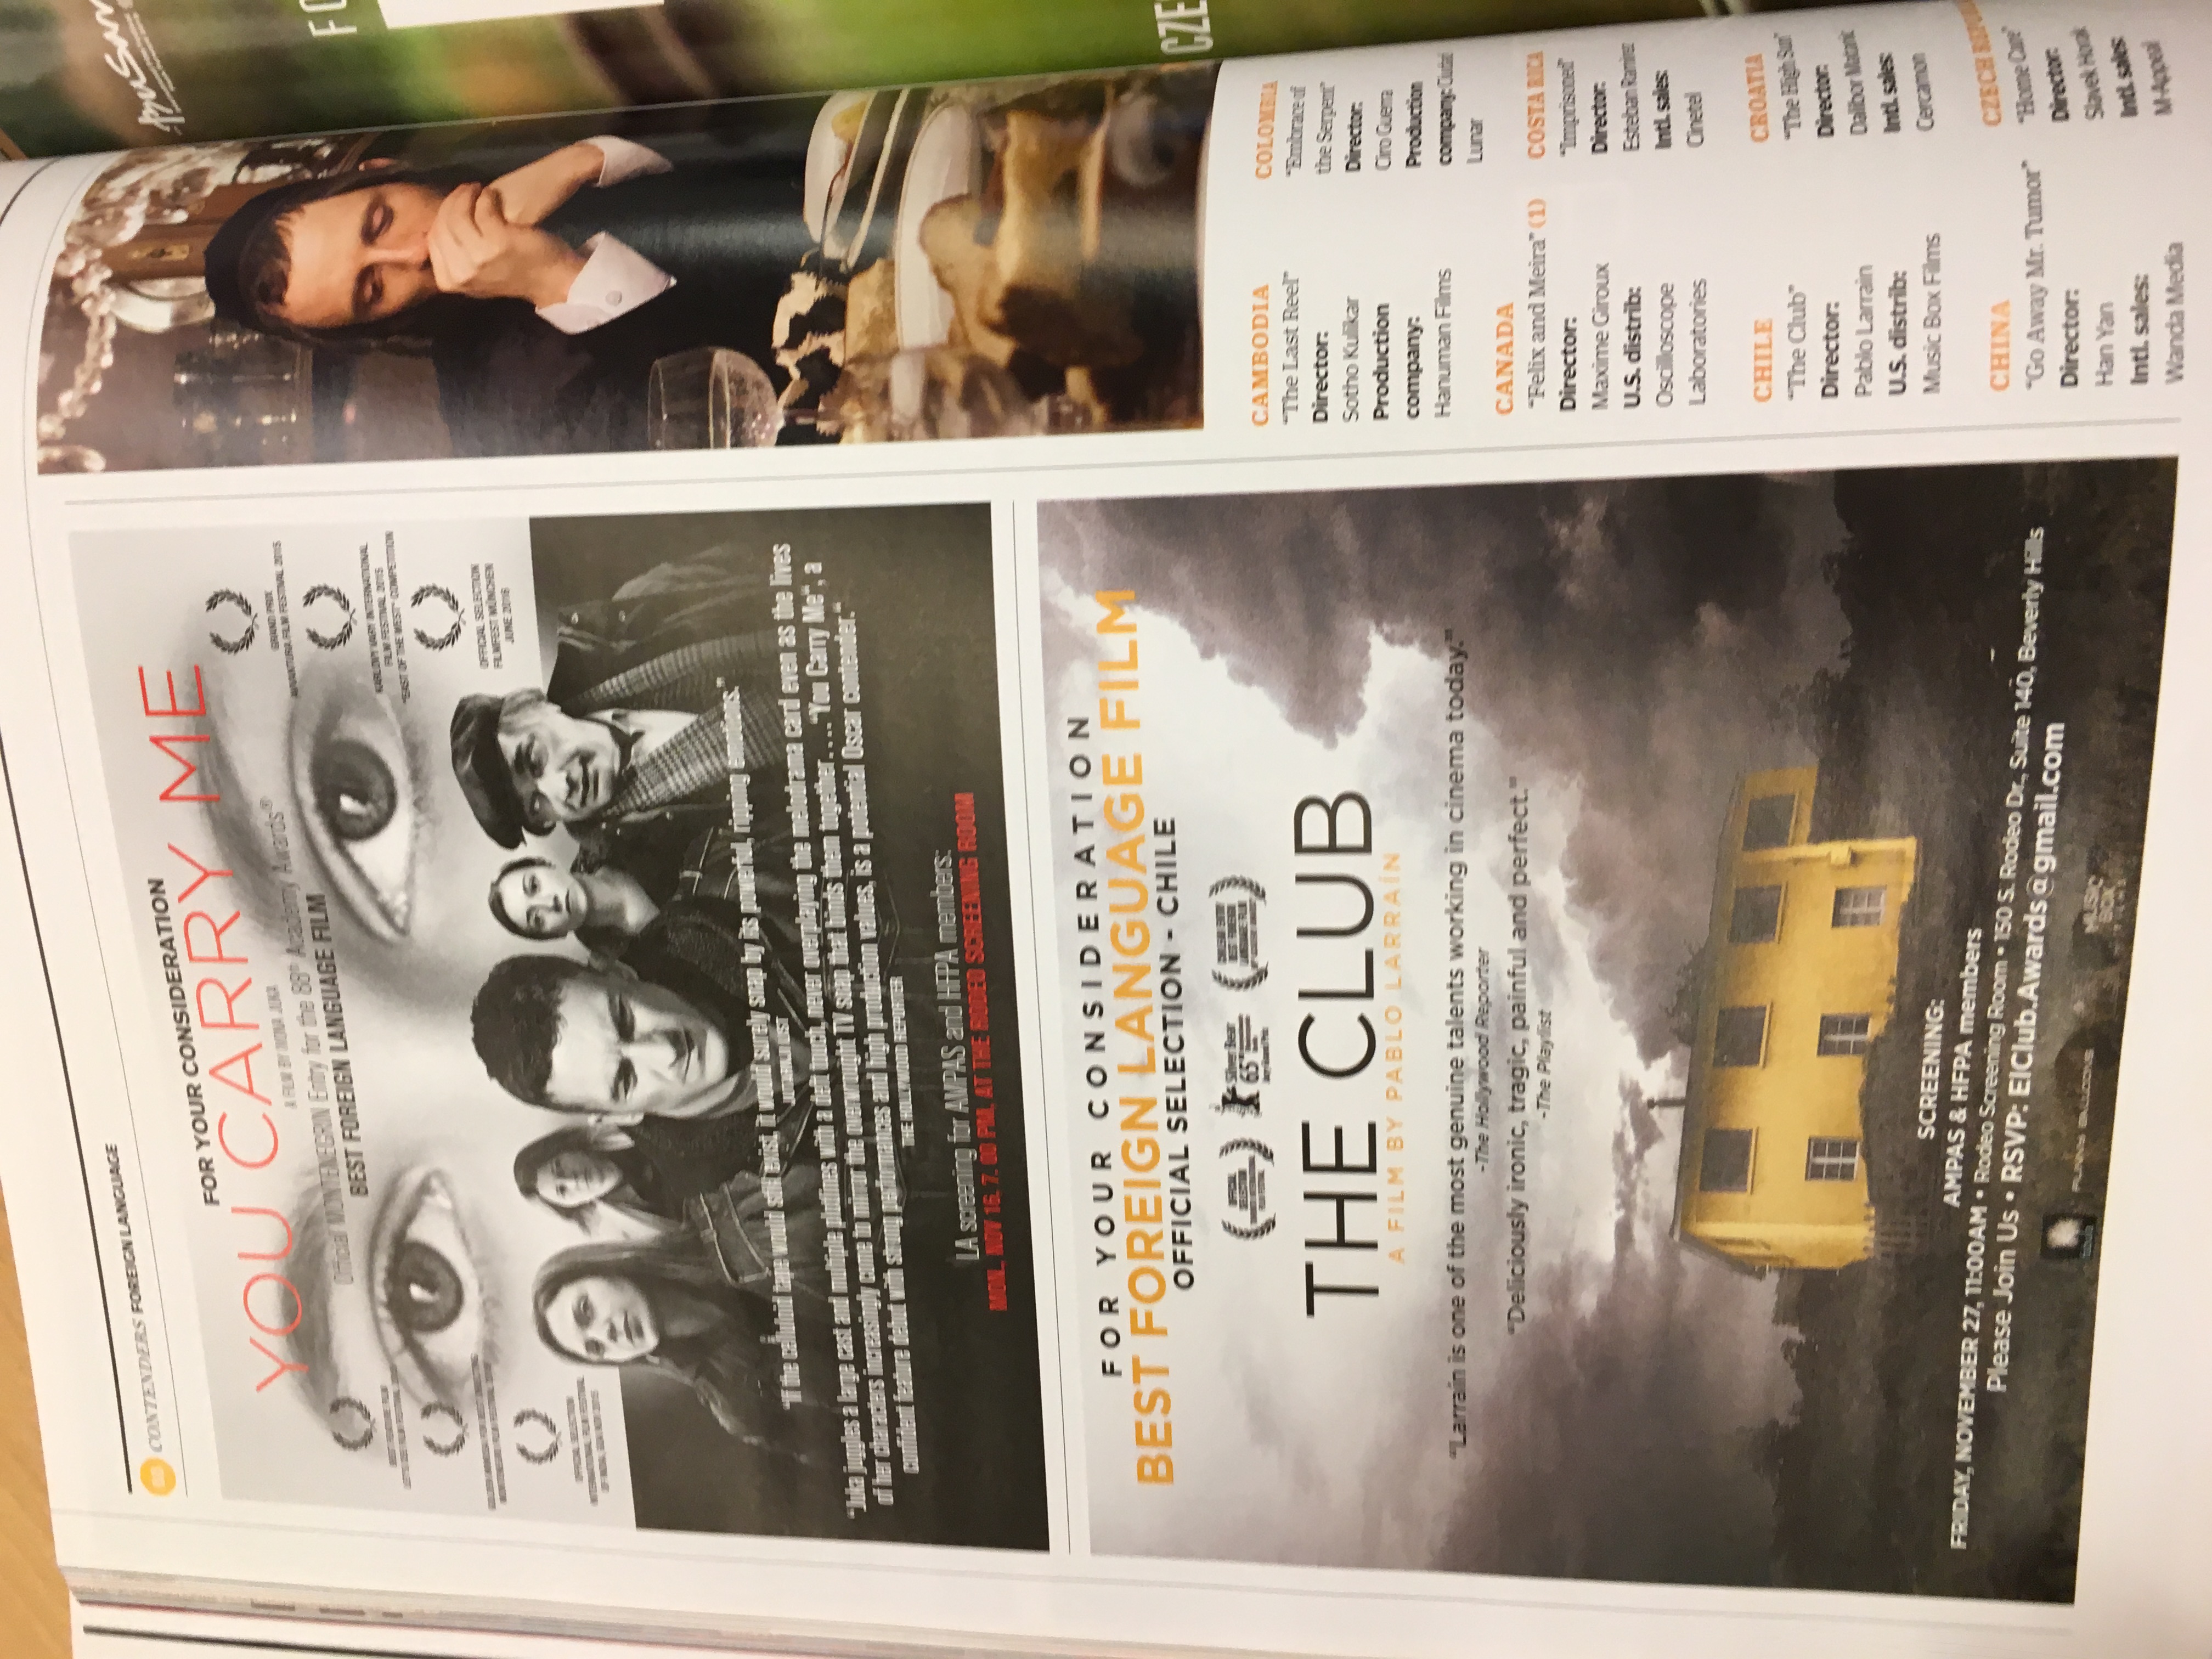 CONTENDERS FOREIGN LANGUAGE
FOR YOUR CONSIDERATION
YOU CARRY ME
A FILM BY IVONA JUKA
Official MONTENEGRIN Entry for the 88th Academy Awards®
BEST FOREIGN LANGUAGE FILM
BEST FEATURE FILM
LET'S CEE FILM FESTIVAL
MONTENEGRO FILM FESTIVAL
OFFICIAL SELECTION
INTERNATIONAL FILM FESTIVAL
OF INDIA, GOA NOV 2015
GRAND PRIX
AVVANTURA FILM FESTIVAL 2015
KARLOVY VARY INTERNATIONAL
FILM FESTIVAL 2015
"EAST OF THE WEST" COMPETITION
OFFICIAL SELECTION
FILMFEST MÜNCHEN
JUNE 2015
"If the celluloid tape would still exist, it would surely snap by its powerful, ripping emotions."
JUTARNJI LIST
"Juka juggles a large cast and multiple plotlines with a deft touch, never overplaying the melodrama card even as the lives
of her characters increasingly come to mirror the overwrought TV soap that binds them together...."You Carry Me", a
confident feature debut with strong performances and high production values, is a potential Oscar contender."
THE HOLLYWOOD REPORTER
LA screening for AMPAS and HFPA members:
MON., NOV 16, 7. 00 PM, AT THE RODEO SCREENING ROOM
FOR YOUR CONSIDERATION
BEST FOREIGN LANGUAGE FILM
OFFICIAL SELECTION - CHILE
OFFICIAL
SELECTION
FILM FESTIVAL
Silver Bear
65
Jury Grand Prix
CHILEAN ENTRY
BEST FOREIGN
LANGUAGE FILM
THE CLUB
A FILM BY PABLO LARRAÍN
"Larraín is one of the most genuine talents working in cinema today."
-The Hollywood Reporter
"Deliciously ironic, tragic, painful and perfect."
-The Playlist
SCREENING:
AMPAS & HFPA members
FRIDAY, NOVEMBER 27, 11:00AM • Rodeo Screening Room • 150 S. Rodeo Dr., Suite 140, Beverly Hills
Please Join Us • RSVP: ElClub.Awards@gmail.com
FUNNY BALLOONS
MUSIC
BOX
FILMS
CAMBODIA
"The Last Reel"
Director:
Sotho Kulikar
Production
company:
Hanuman Films
CANADA
"Felix and Meira" (1)
Director:
Maxime Giroux
U.S. distrib:
Oscilloscope
Laboratories
CHILE
"The Club"
Director:
Pablo Larrain
U.S. distrib:
Music Box Films
CHINA
"Go Away Mr. Tumor"
Director:
Han Yan
Intl. sales:
Wanda Media
COLOMBIA
"Embrace of
the Serpent"
Director:
Ciro Guerra
Production
company: Ciudad
Lunar
COSTA RICA
"Imprisoned"
Director:
Esteban Ramirez
Intl. sales:
Cinetel
CROATIA
"The High Sun"
Director:
Dalibor Matanic
Intl. sales:
Cercamon
CZECH REPU
"Home Care"
Director:
Slavek Horak
Intl. sales:
M-Appeal
BUSAN
FO
CZE